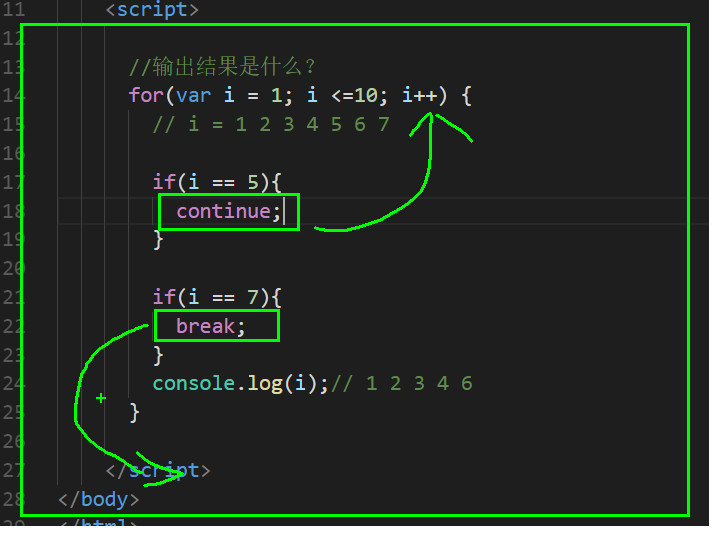 11 <script>
12
13 //输出结果是什么？
14 for(var i = 1; i <=10; i++) {
15 // i = 1 2 3 4 5 6 7
16
17 if(i == 5){
18 continue;
19 }
20
21 if(i == 7){
22 break;
23 }
24 console.log(i);// 1 2 3 4 6
25 }
26
27 </script>
28 </body>
29 </html>